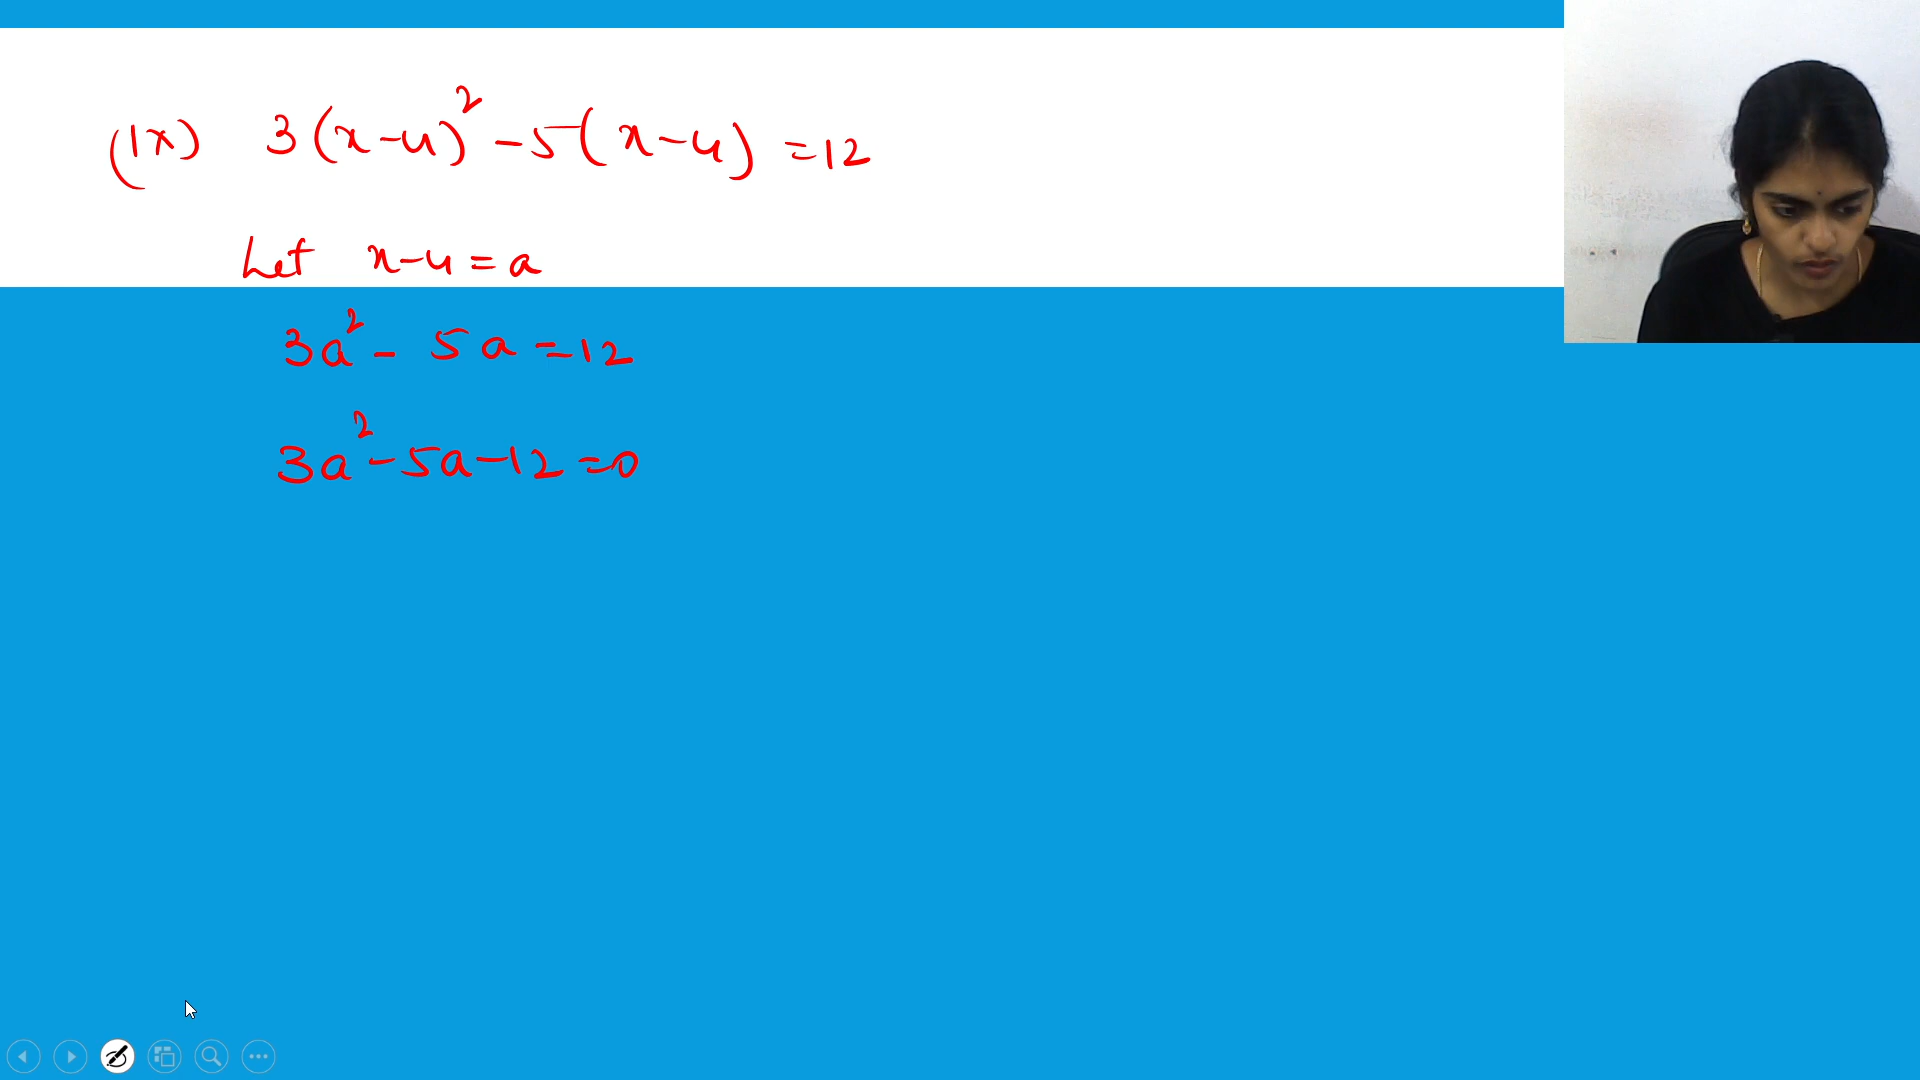 (ix) 3(x-4)² -5(x-4) =12
Let x-4=a
3a² - 5a =12
3a²-5a-12=0